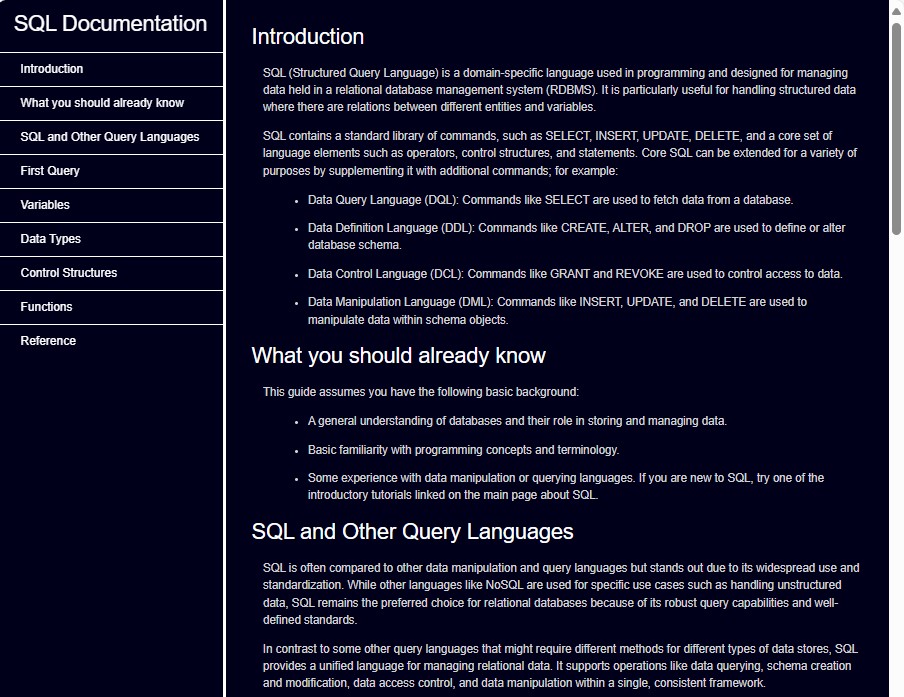 SQL Documentation
Introduction
What you should already know
SQL and Other Query Languages
First Query
Variables
Data Types
Control Structures
Functions
Reference
Introduction
SQL (Structured Query Language) is a domain-specific language used in programming and designed for managing
data held in a relational database management system (RDBMS). It is particularly useful for handling structured data
where there are relations between different entities and variables.
SQL contains a standard library of commands, such as SELECT, INSERT, UPDATE, DELETE, and a core set of
language elements such as operators, control structures, and statements. Core SQL can be extended for a variety of
purposes by supplementing it with additional commands; for example:
• Data Query Language (DQL): Commands like SELECT are used to fetch data from a database.
• Data Definition Language (DDL): Commands like CREATE, ALTER, and DROP are used to define or alter
database schema.
• Data Control Language (DCL): Commands like GRANT and REVOKE are used to control access to data.
• Data Manipulation Language (DML): Commands like INSERT, UPDATE, and DELETE are used to
manipulate data within schema objects.
What you should already know
This guide assumes you have the following basic background:
• A general understanding of databases and their role in storing and managing data.
• Basic familiarity with programming concepts and terminology.
• Some experience with data manipulation or querying languages. If you are new to SQL, try one of the
introductory tutorials linked on the main page about SQL.
SQL and Other Query Languages
SQL is often compared to other data manipulation and query languages but stands out due to its widespread use and
standardization. While other languages like NoSQL are used for specific use cases such as handling unstructured
data, SQL remains the preferred choice for relational databases because of its robust query capabilities and well-
defined standards.
In contrast to some other query languages that might require different methods for different types of data stores, SQL
provides a unified language for managing relational data. It supports operations like data querying, schema creation
and modification, data access control, and data manipulation within a single, consistent framework.